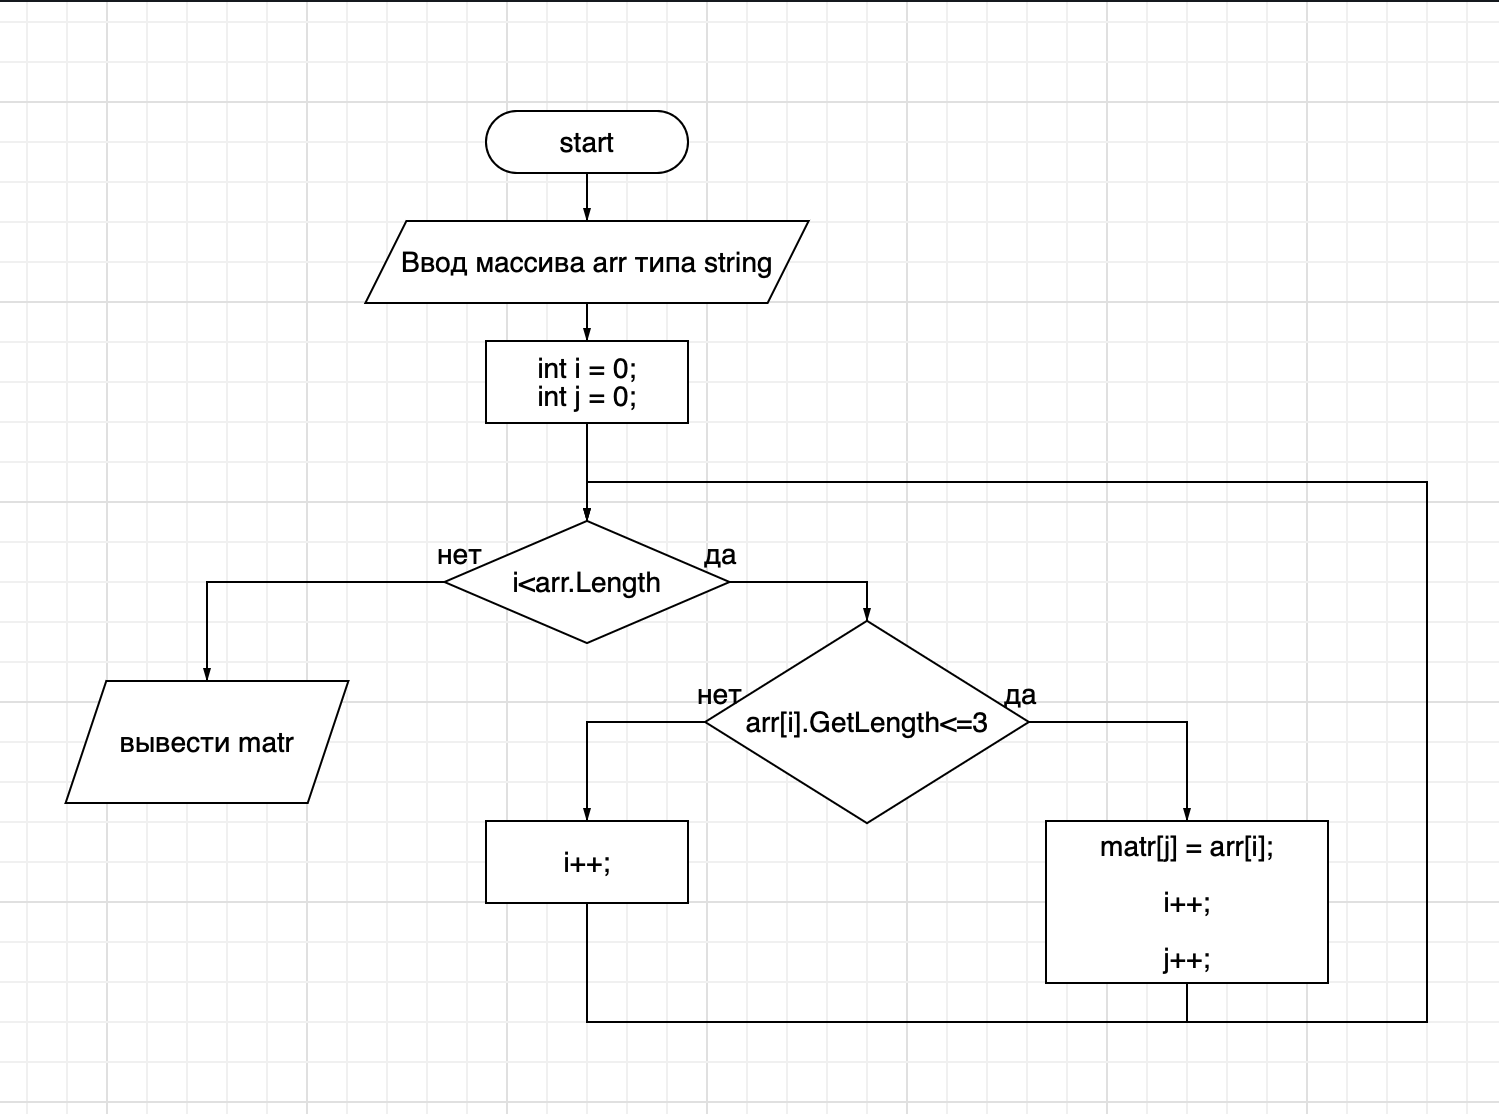 start
Ввод массива arr типа string
int i = 0;
int j = 0;
нет
да
i<arr.Length
нет
да
arr[i].GetLength<=3
вывести matr
i++;
matr[j] = arr[i];
i++;
j++;